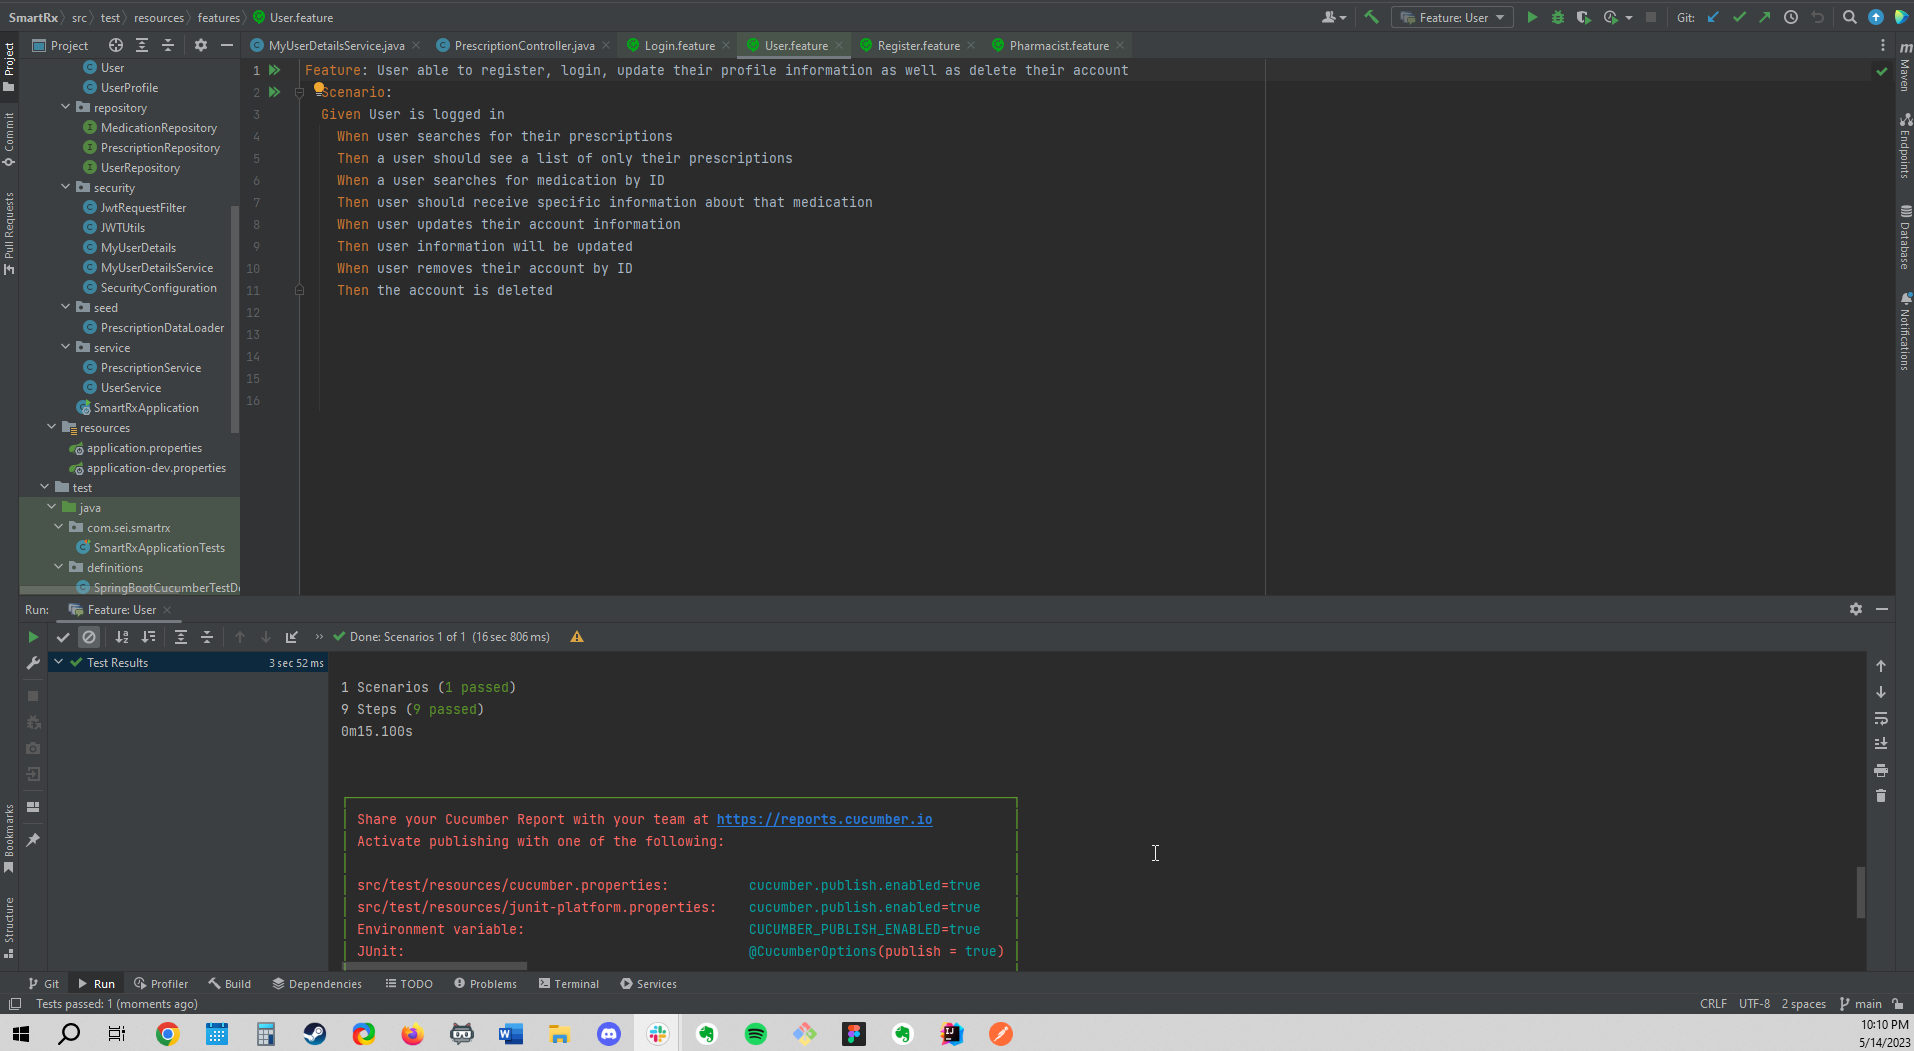 SmartRx src test resources features User.feature
Feature: User
Git:
Project
MyUserDetailsService.java
PrescriptionController.java
Login.feature
User.feature
Register.feature
Pharmacist.feature
Project
Commit
Pull Requests
Bookmarks
Structure
User
UserProfile
repository
MedicationRepository
PrescriptionRepository
UserRepository
security
JwtRequestFilter
JWTUtils
MyUserDetails
MyUserDetailsService
SecurityConfiguration
seed
PrescriptionDataLoader
service
PrescriptionService
UserService
SmartRxApplication
resources
application.properties
application-dev.properties
test
java
com.sei.smartrx
SmartRxApplicationTests
definitions
SpringBootCucumberTestDe
1 Feature: User able to register, login, update their profile information as well as delete their account
2 Scenario:
3 Given User is logged in
4 When user searches for their prescriptions
5 Then a user should see a list of only their prescriptions
6 When a user searches for medication by ID
7 Then user should receive specific information about that medication
8 When user updates their account information
9 Then user information will be updated
10 When user removes their account by ID
11 Then the account is deleted
12
13
14
15
16
m
Maven
Endpoints
Database
Notifications
Run: Feature: User
Done: Scenarios 1 of 1 (16 sec 806 ms)
Test Results 3 sec 52 ms
1 Scenarios (1 passed)
9 Steps (9 passed)
0m15.100s
Share your Cucumber Report with your team at https://reports.cucumber.io
Activate publishing with one of the following:
src/test/resources/cucumber.properties: cucumber.publish.enabled=true
src/test/resources/junit-platform.properties: cucumber.publish.enabled=true
Environment variable: CUCUMBER_PUBLISH_ENABLED=true
JUnit: @CucumberOptions(publish = true)
Git Run Profiler Build Dependencies TODO Problems Terminal Services
Tests passed: 1 (moments ago)
CRLF UTF-8 2 spaces main
10:10 PM
5/14/2023